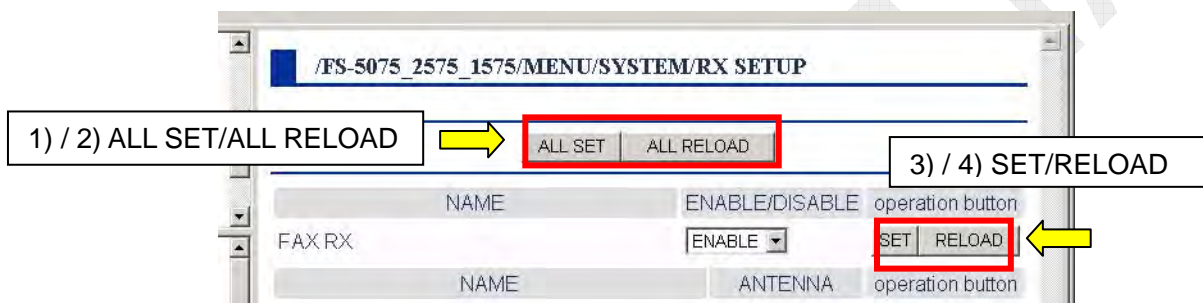 /FS-5075_2575_1575/MENU/SYSTEM/RX SETUP
1) / 2) ALL SET/ALL RELOAD
ALL SET ALL RELOAD
3) / 4) SET/RELOAD
NAME ENABLE/DISABLE operation button
FAX RX ENABLE SET RELOAD
NAME ANTENNA operation button